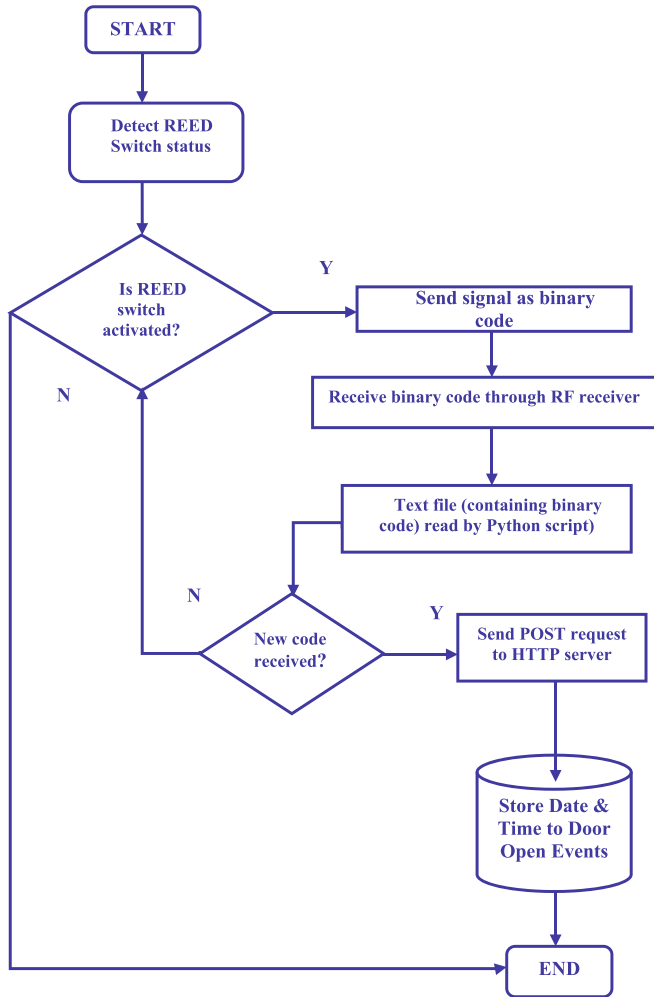 START
Detect REED
Switch status
Is REED
switch
activated?
Y
Send signal as binary
code
N
Receive binary code through RF receiver
Text file (containing binary
code) read by Python script)
N
New code
received?
Y
Send POST request
to HTTP server
Store Date &
Time to Door
Open Events
END